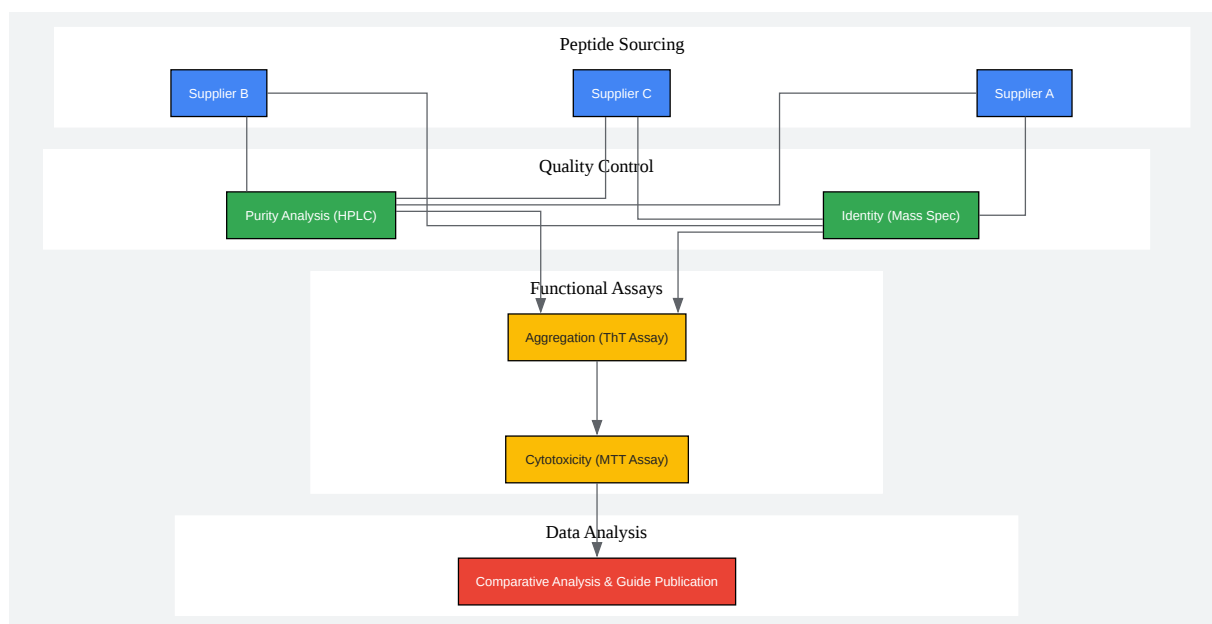 Peptide Sourcing
Supplier B
Supplier C
Supplier A
Quality Control
Purity Analysis (HPLC)
Identity (Mass Spec)
Functional Assays
Aggregation (ThT Assay)
Cytotoxicity (MTT Assay)
Data Analysis
Comparative Analysis & Guide Publication